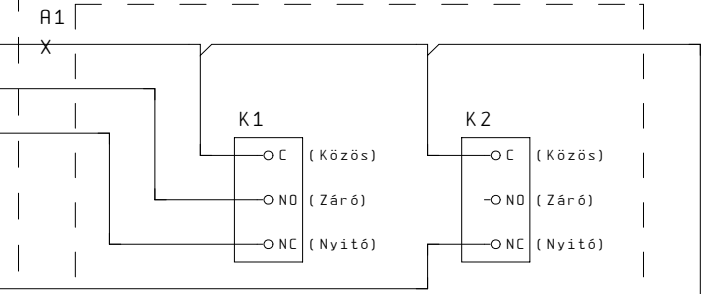 A1
X
K1
C (Közös)
NO (Záró)
NC (Nyitó)
K2
C (Közös)
NO (Záró)
NC (Nyitó)